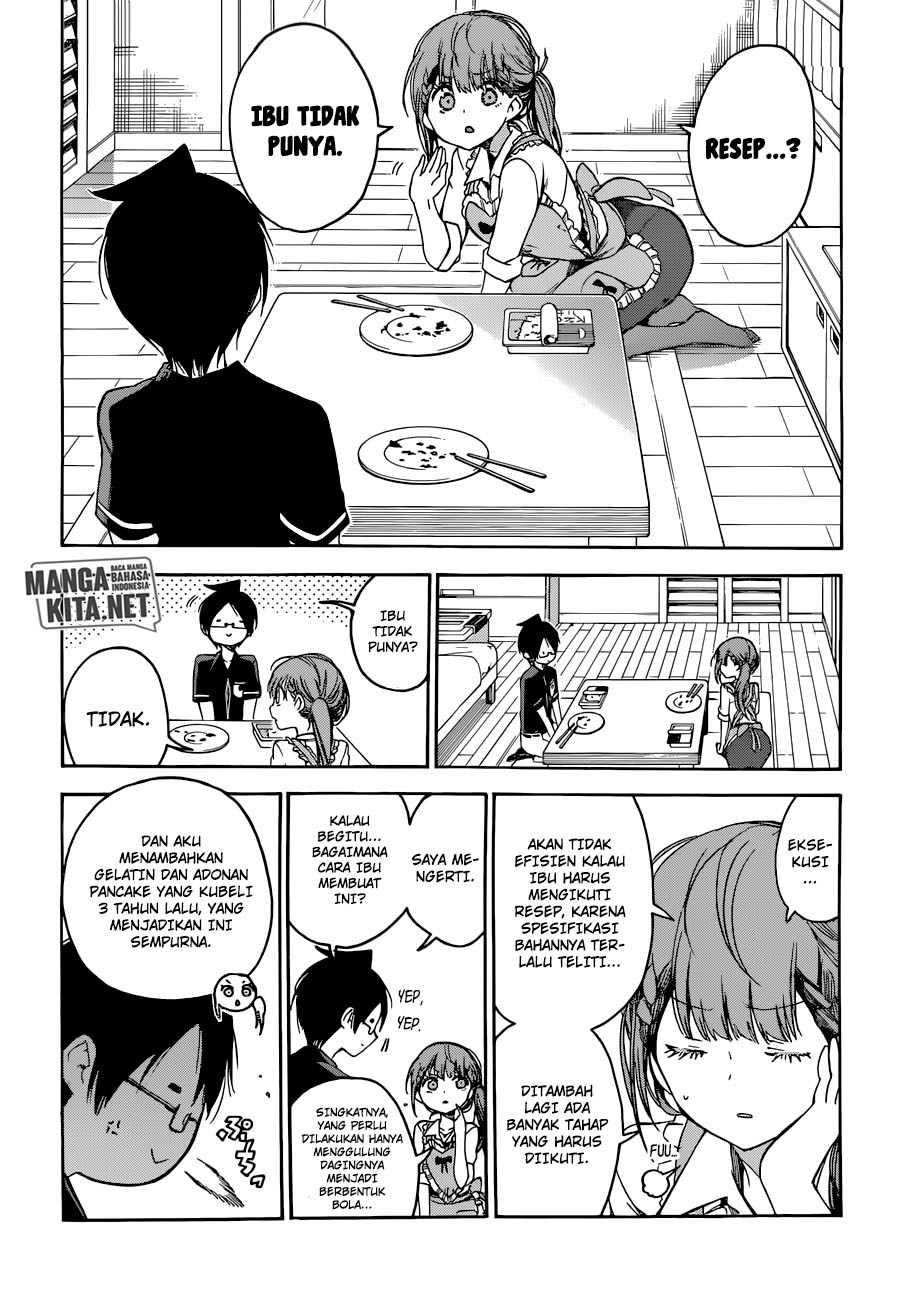 RESEP...?
IBU TIDAK
PUNYA.
MANGA
KITA.NET
BACA MANGA
BAHASA
INDONESIA
IBU
TIDAK
PUNYA?
TIDAK.
EKSE-
KUSI
...
AKAN TIDAK
EFISIEN KALAU
IBU HARUS
MENGIKUTI
RESEP, KARENA
SPESIFIKASI
BAHANNYA TER-
LALU TELITI...
DITAMBAH
LAGI ADA
BANYAK TAHAP
YANG HARUS
DIIKUTI.
FUU..
SAYA ME-
NGERTI.
KALAU
BEGITU...
BAGAIMANA
CARA IBU
MEMBUAT
INI?
YEP,
YEP.
SINGKATNYA,
YANG PERLU
DILAKUKAN HANYA
MENGGULUNG
DAGINGNYA
MENJADI
BERBENTUK
BOLA...
DAN AKU
MENAMBAHKAN
GELATIN DAN ADONAN
PANCAKE YANG KUBELI
3 TAHUN LALU, YANG
MENJADIKAN INI
SEMPURNA.
ぷちっ